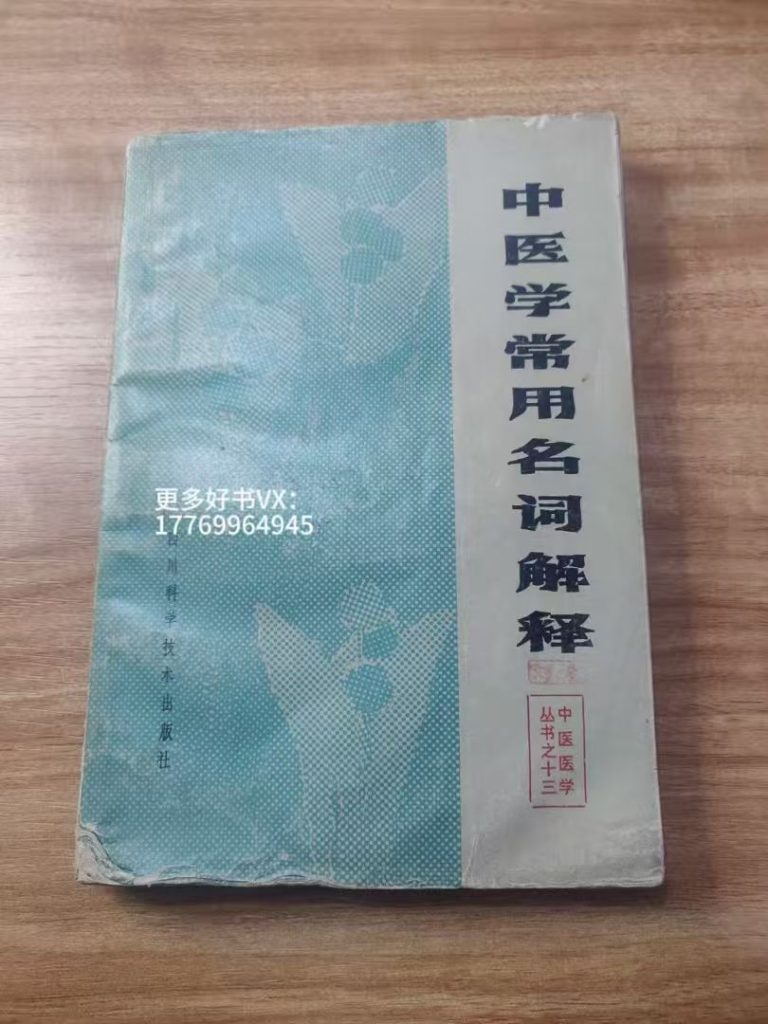 中医学常用名词解释
中医医学
丛书之十三
更多好书VX：
17769964945
四川科学技术出版社